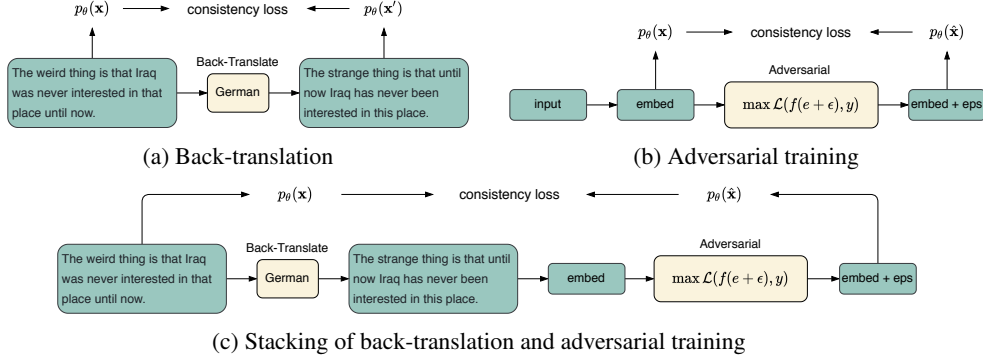 pθ(x) consistency loss pθ(x′)
Back-Translate
The weird thing is that Iraq
was never interested in that
place until now.
German
The strange thing is that until
now Iraq has never been
interested in this place.
(a) Back-translation
pθ(x) consistency loss pθ(x̂)
Adversarial
input
embed
max L(f(e + ϵ), y)
embed + eps
(b) Adversarial training
pθ(x) consistency loss pθ(x̂)
Back-Translate
Adversarial
The weird thing is that Iraq
was never interested in that
place until now.
German
The strange thing is that until
now Iraq has never been
interested in this place.
embed
max L(f(e + ϵ), y)
embed + eps
(c) Stacking of back-translation and adversarial training